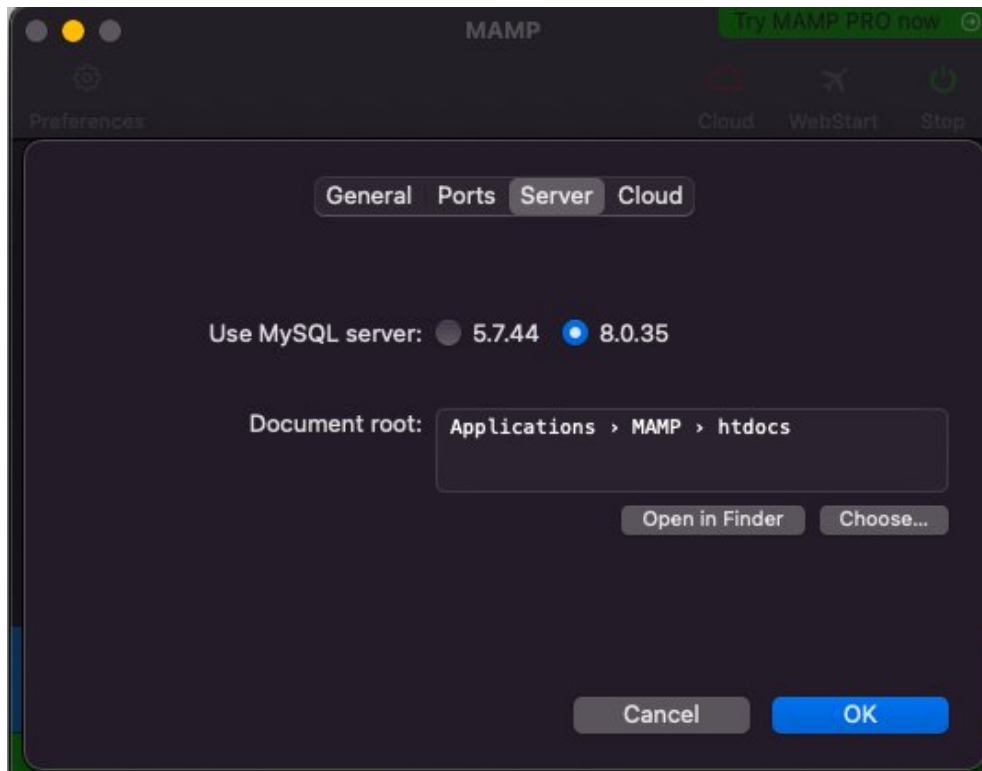 MAMP
Try MAMP PRO now
Preferences
Cloud WebStart Stop
General Ports Server Cloud
Use MySQL server: 5.7.44 8.0.35
Document root: Applications › MAMP › htdocs
Open in Finder Choose...
Cancel OK